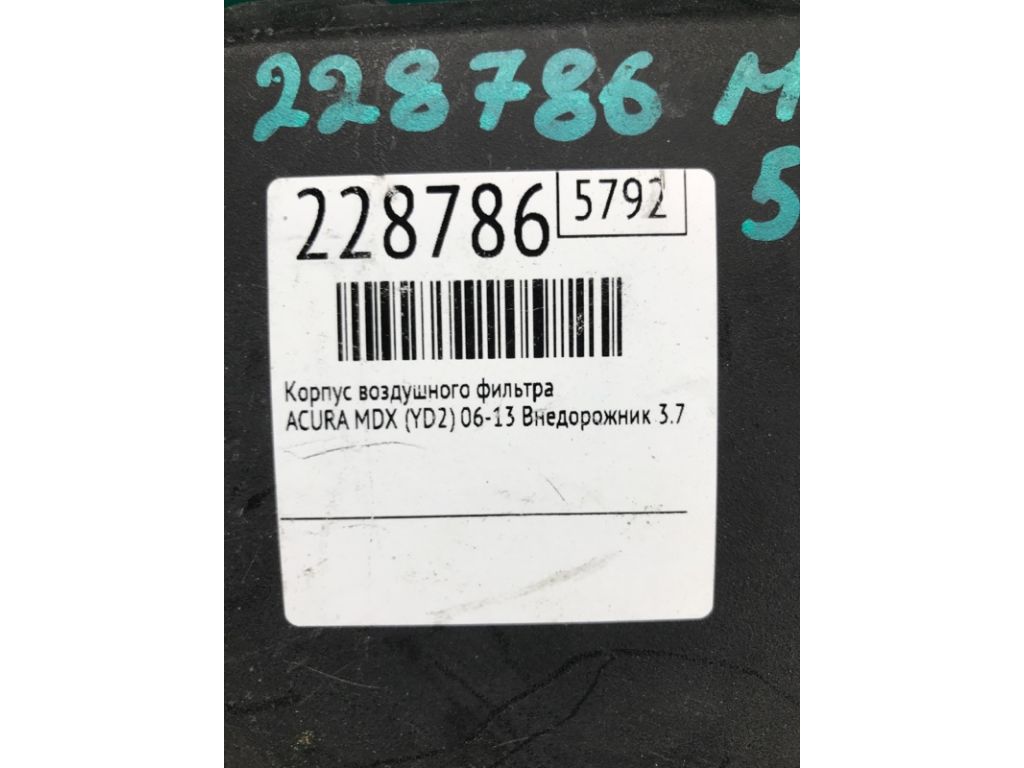 228786 М
5
228786 5792
Корпус воздушного фильтра
ACURA MDX (YD2) 06-13 Внедорожник 3.7